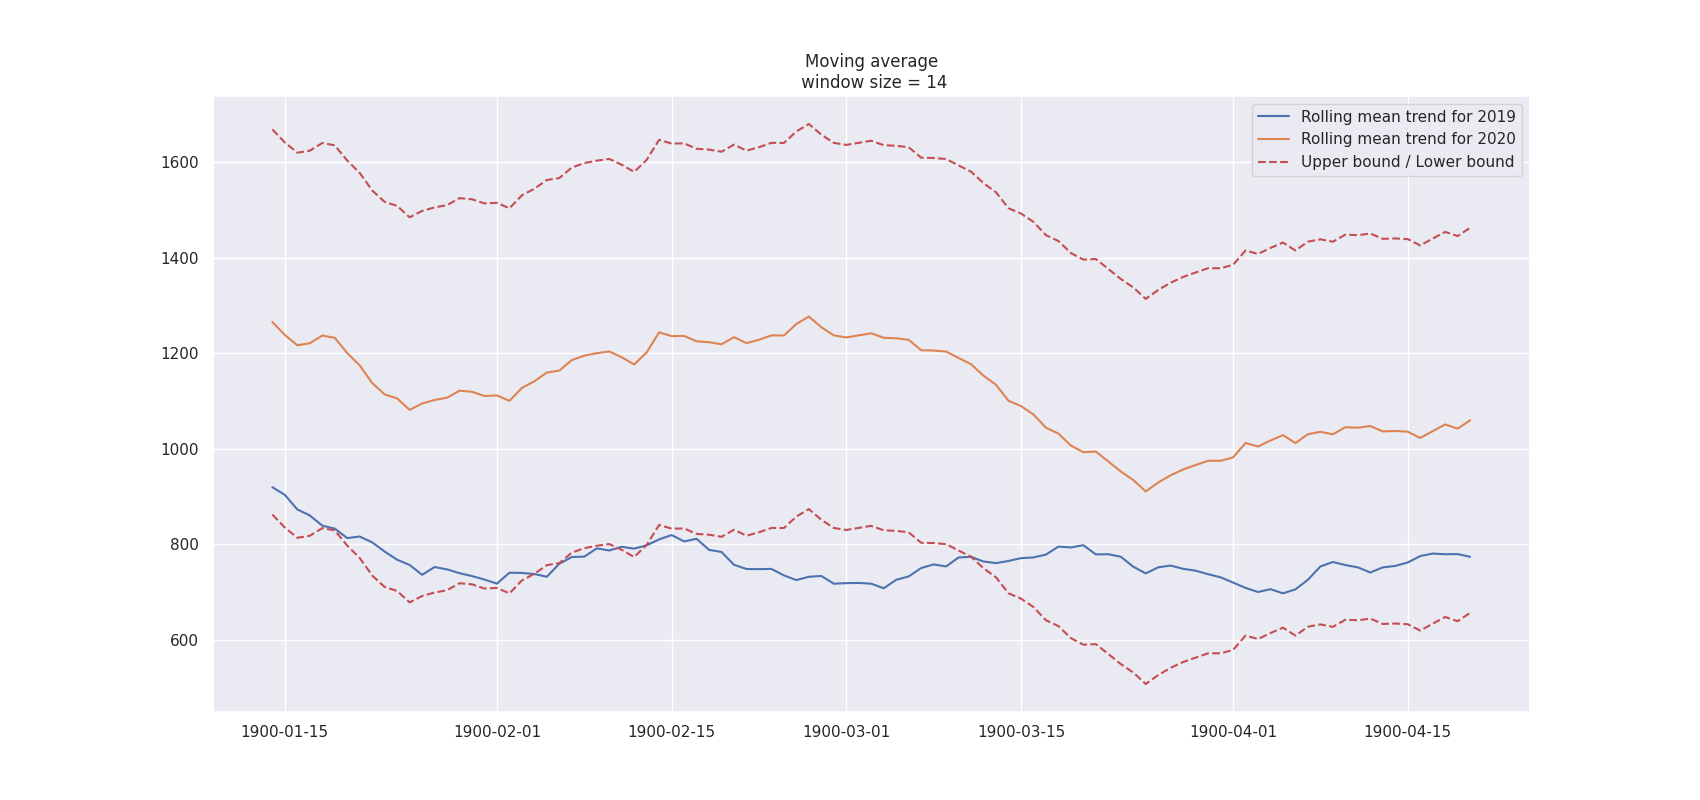 Moving average
window size = 14
Rolling mean trend for 2019
Rolling mean trend for 2020
Upper bound / Lower bound
1600
1400
1200
1000
800
600
1900-01-15
1900-02-01
1900-02-15
1900-03-01
1900-03-15
1900-04-01
1900-04-15